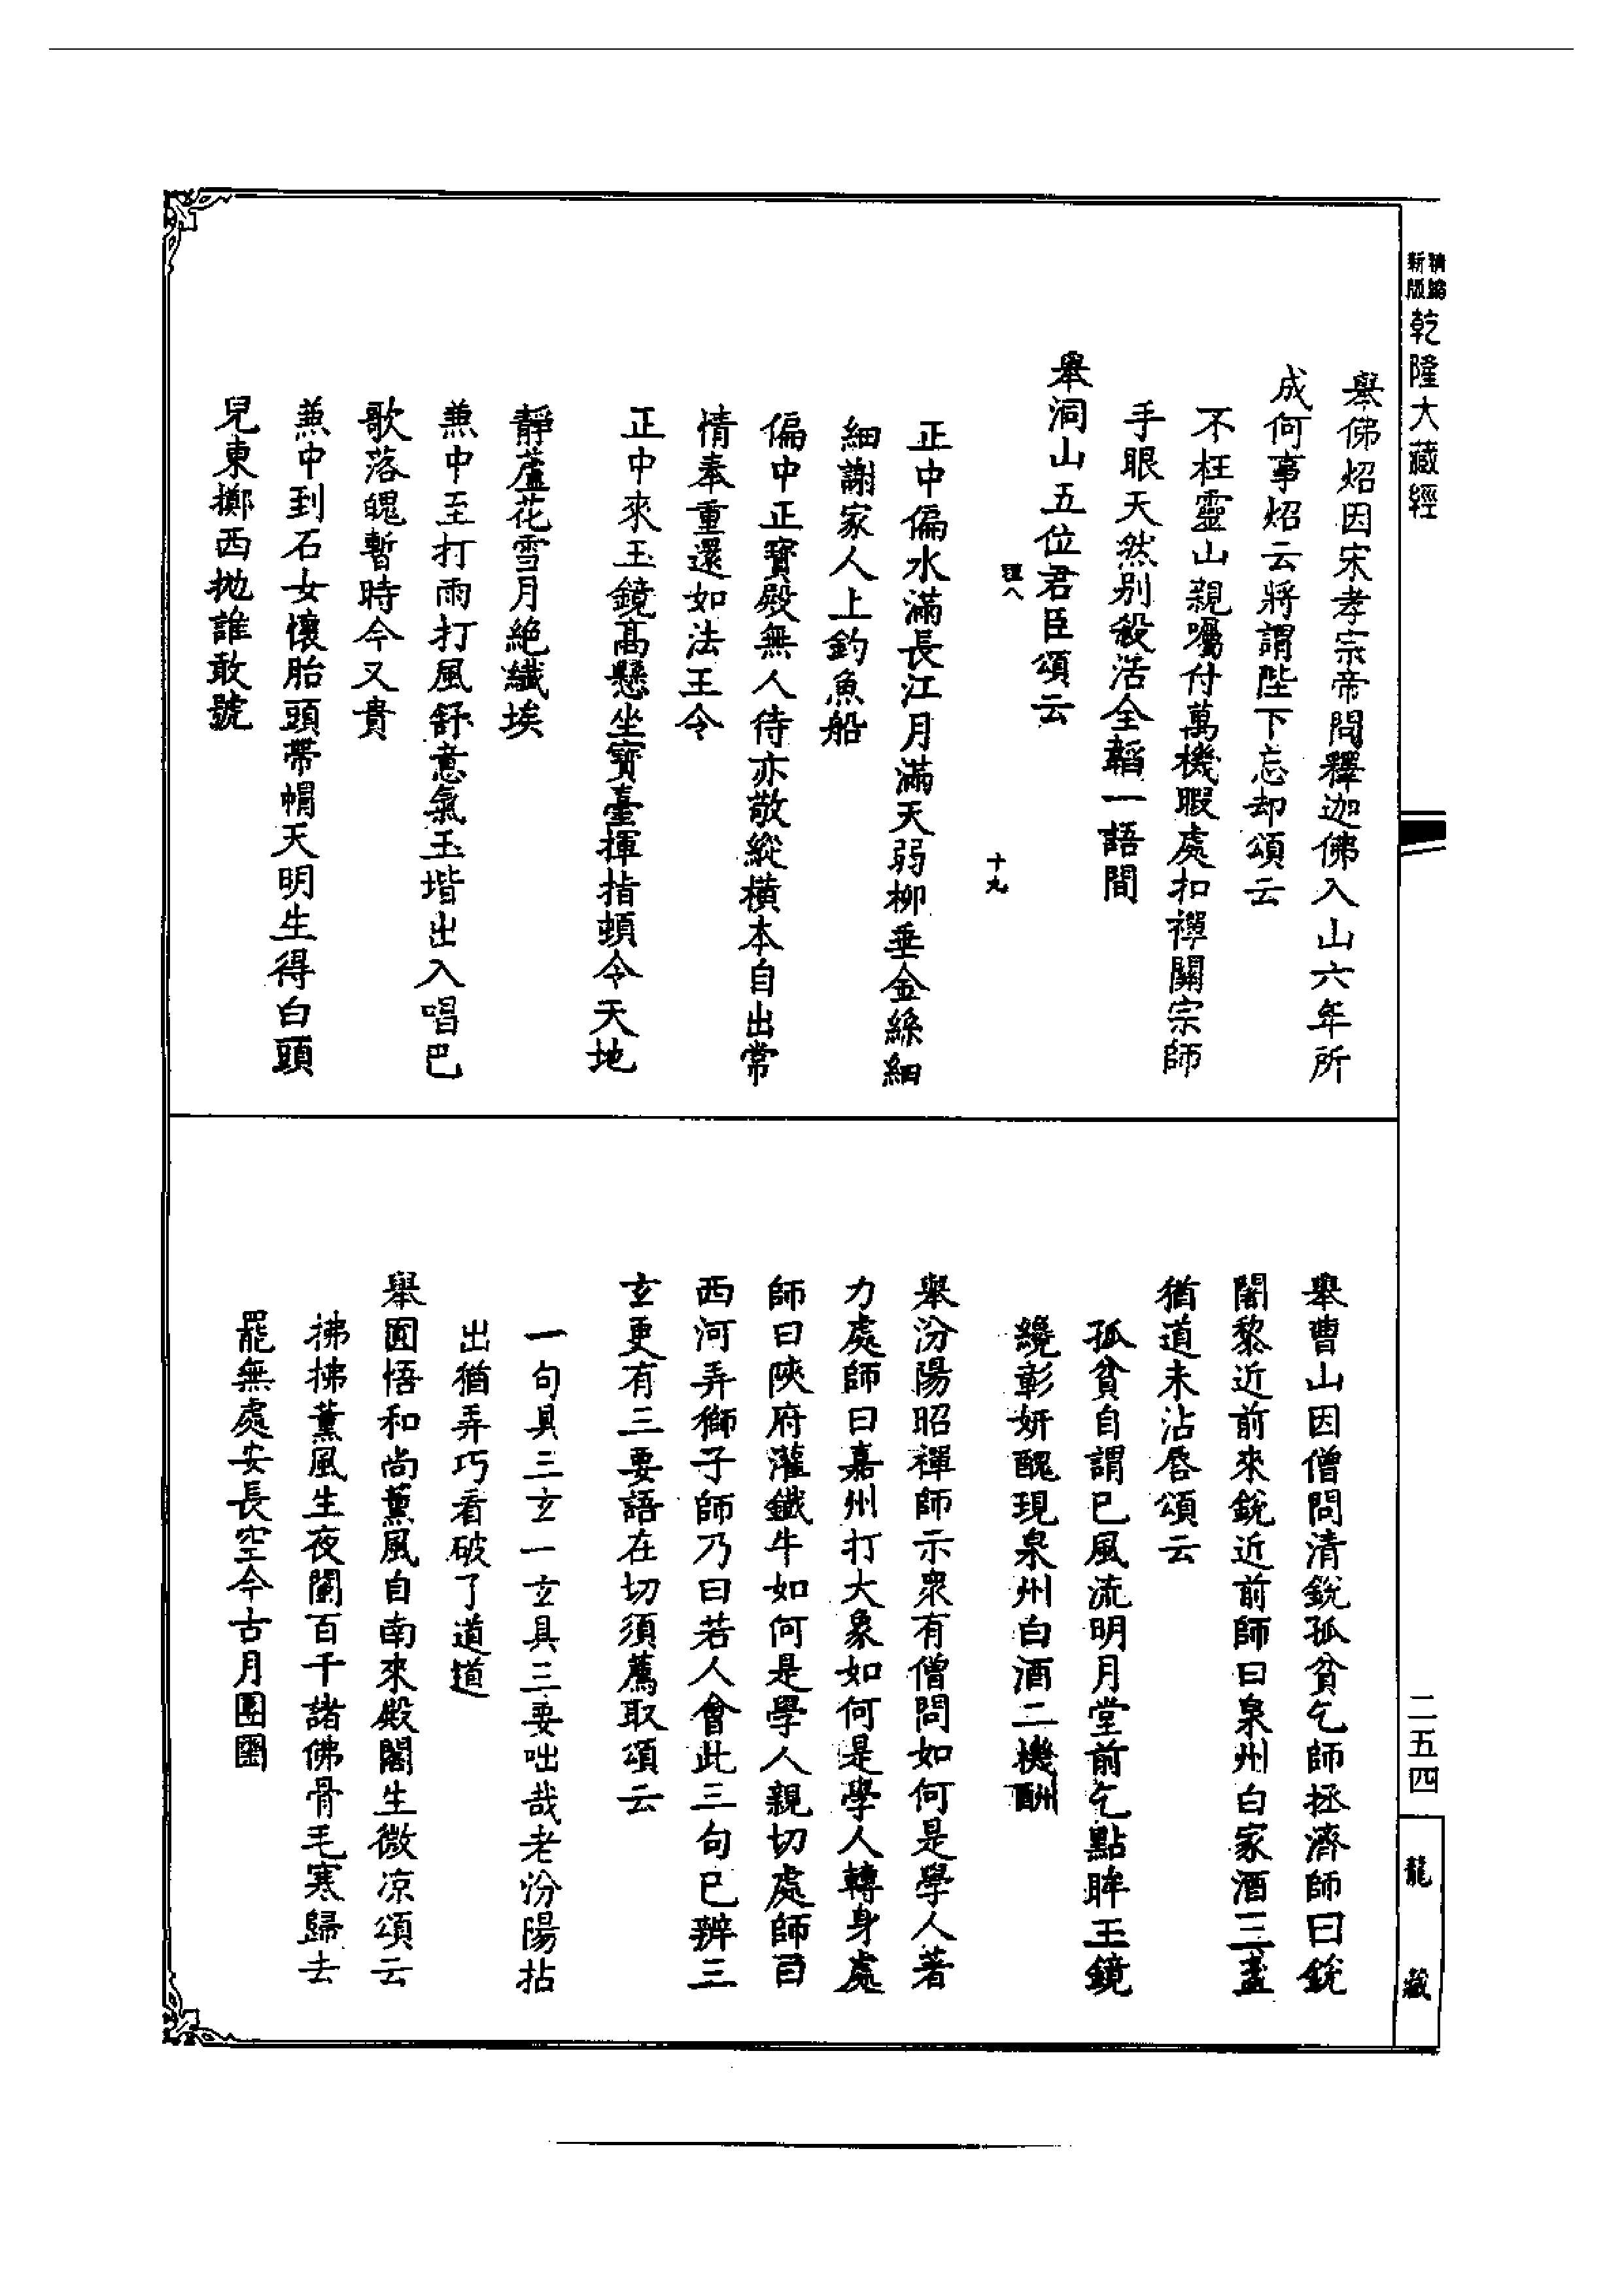 新版
精縮
乾隆大藏經
舉佛炤因宋孝宗帝問釋迦佛入山六年所
成何事炤云將謂陛下忘却頌云
不枉靈山親囑付萬機暇處扣禪關宗師
手眼天然别殺活全韜一語間
舉洞山五位君臣頌云
十九
正中偏水滿長江月滿天弱柳垂金絲細
細謝家人上釣魚船
偏中正寳殿無人待亦敬縱橫本自出常
情奉重還如法王令
正中來玉鏡高懸坐寳臺揮指頓令天地
靜蘆花雪月絕纖埃
兼中至打雨打風舒意氣玉堦出入唱巴
歌落魄暫時今又貴
兼中到石女懷胎頭帶帽天明生得白頭
兒東擲西抛誰敢號
舉曹山因僧問清銳孤貧乞師拯濟師曰銳
闍黎近前來銳近前師曰泉州白家酒三盞
猶道未沾唇頌云
孤貧自謂已風流明月堂前乞點眸王鏡
纔彰妍醜現泉州白酒二機酬
舉汾陽昭禪師示衆有僧問如何是學人著
力處師曰嘉州打大象如何是學人轉身處
師曰陝府灌鐵牛如何是學人親切處師曰
西河弄獅子師乃曰若人會此三句已辨三
玄更有三要語在切須薦取頌云
一句具三玄一玄具三要咄哉老汾陽拈
出猶弄巧看破了道道
舉圓悟和尚薰風自南來殿閣生微凉頌云
拂拂薰風生夜闌百千諸佛骨毛寒歸去
罷無處安長空今古月團團
二五四
龍藏